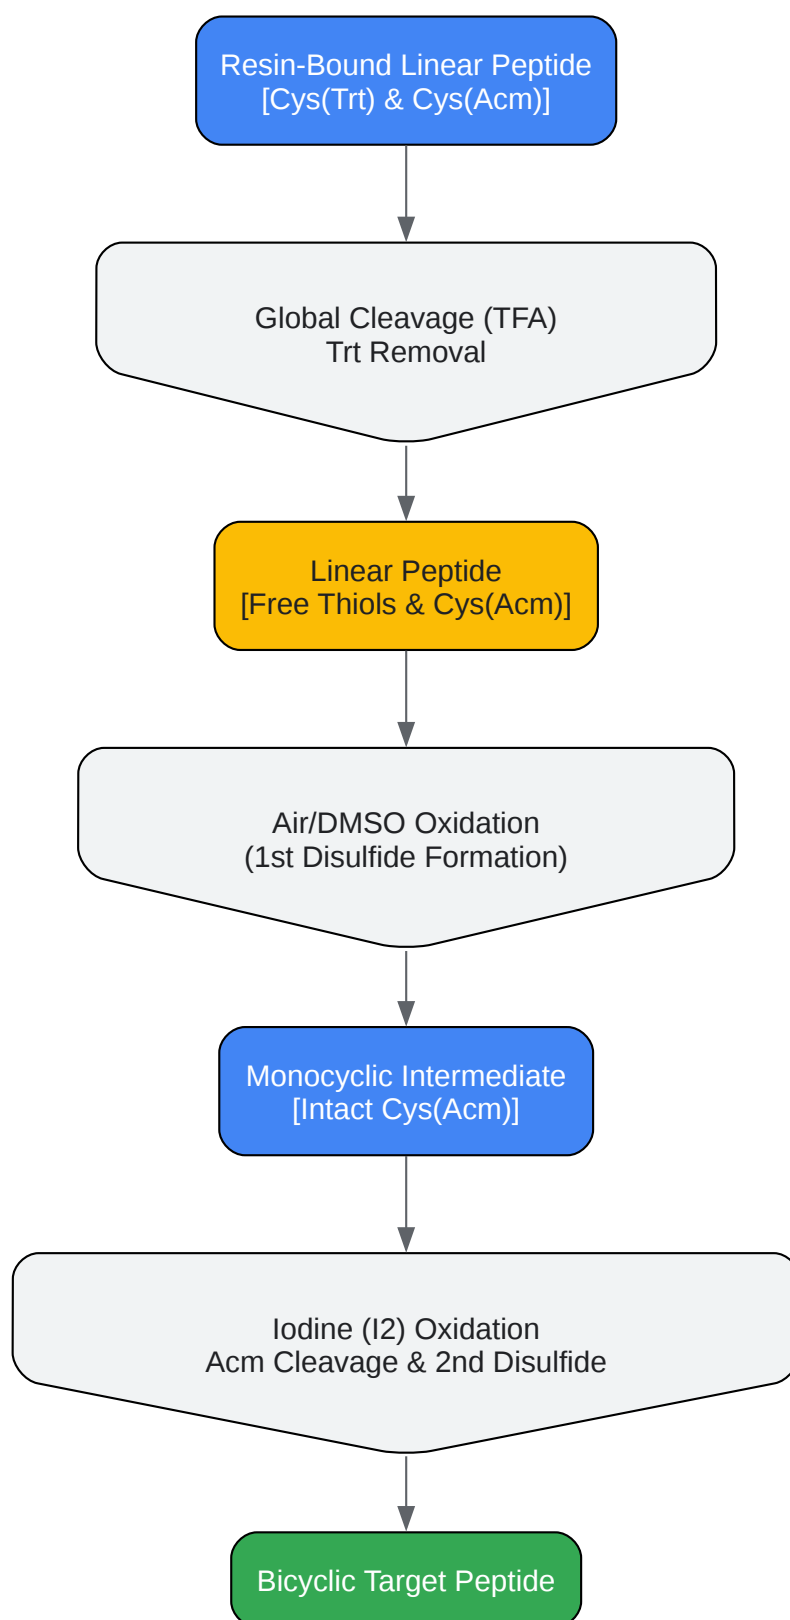 Resin-Bound Linear Peptide
[Cys(Trt) & Cys(Acm)]
Global Cleavage (TFA)
Trt Removal
Linear Peptide
[Free Thiols & Cys(Acm)]
Air/DMSO Oxidation
(1st Disulfide Formation)
Monocyclic Intermediate
[Intact Cys(Acm)]
Iodine (I2) Oxidation
Acm Cleavage & 2nd Disulfide
Bicyclic Target Peptide